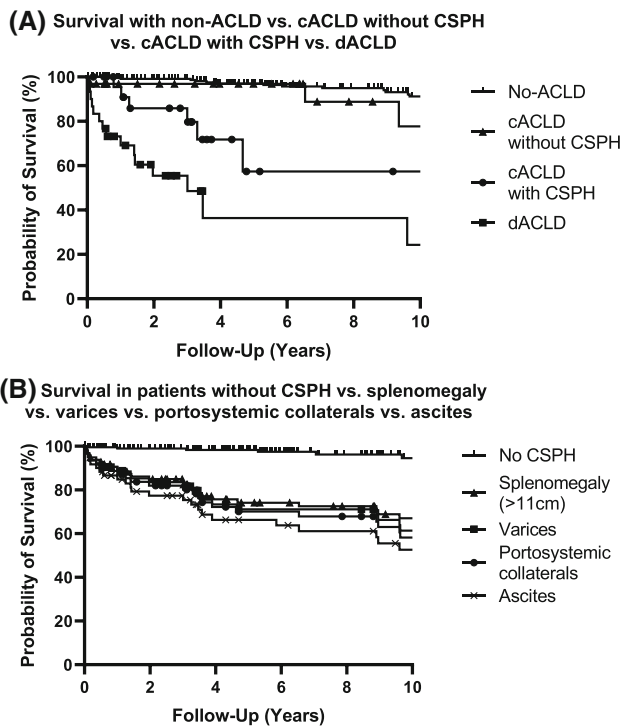 (A) Survival with non-ACLD vs. cACLD without CSPH
vs. cACLD with CSPH vs. dACLD
Probability of Survival (%)
100
80
60
40
20
0
0 2 4 6 8 10
Follow-Up (Years)
No-ACLD
cACLD
without CSPH
cACLD
with CSPH
dACLD
(B) Survival in patients without CSPH vs. splenomegaly
vs. varices vs. portosystemic collaterals vs. ascites
Probability of Survival (%)
100
80
60
40
20
0
0 2 4 6 8 10
Follow-Up (Years)
No CSPH
Splenomegaly
(>11cm)
Varices
Portosystemic
collaterals
Ascites